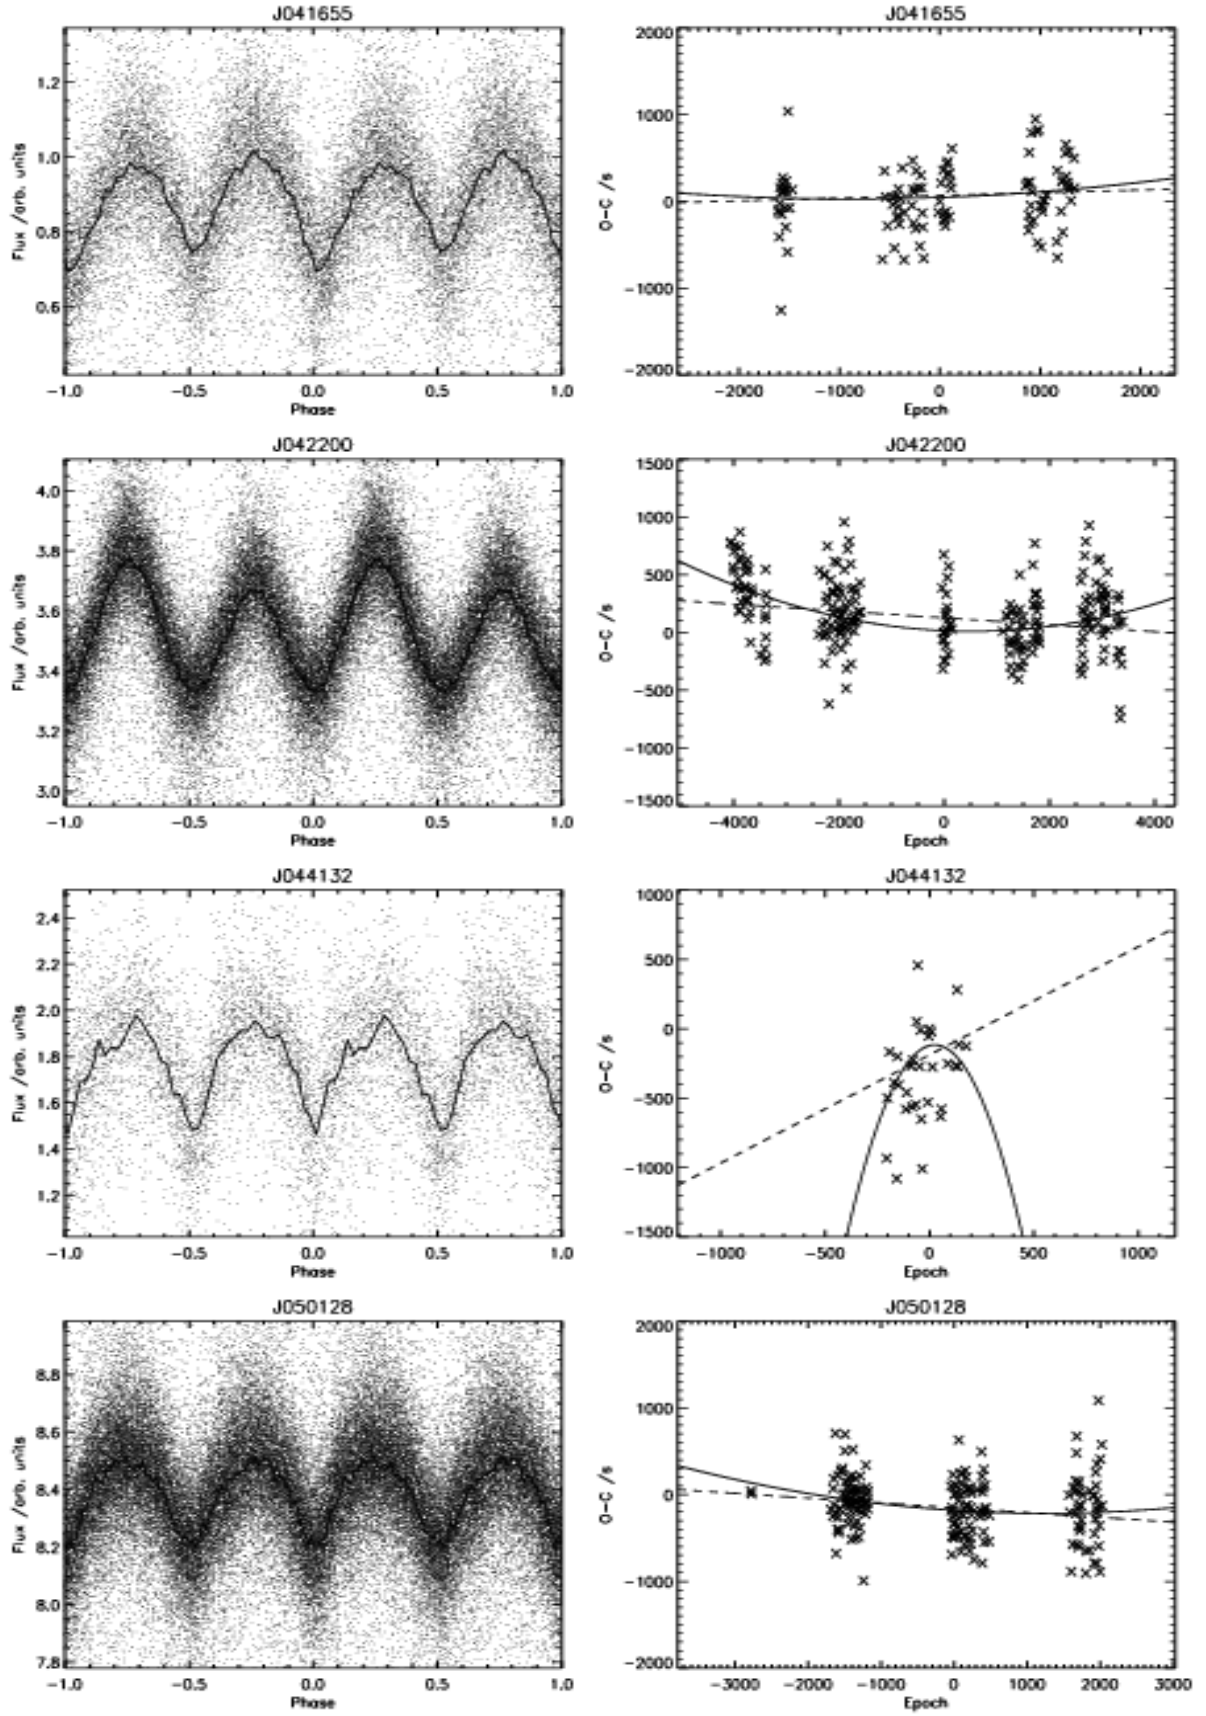 J041655
J041655
1.2
1.0
0.8
0.6
Flux /arb. units
-1.0 -0.5 0.0 0.5 1.0
Phase
2000
1000
0
-1000
-2000
O-C /s
-2000 -1000 0 1000 2000
Epoch
J042200
J042200
4.0
3.8
3.6
3.4
3.2
3.0
Flux /arb. units
-1.0 -0.5 0.0 0.5 1.0
Phase
1500
1000
500
0
-500
-1000
-1500
O-C /s
-4000 -2000 0 2000 4000
Epoch
J044132
J044132
2.4
2.2
2.0
1.8
1.6
1.4
1.2
Flux /arb. units
-1.0 -0.5 0.0 0.5 1.0
Phase
1000
500
0
-500
-1000
-1500
O-C /s
-1000 -500 0 500 1000
Epoch
J050128
J050128
8.8
8.6
8.4
8.2
8.0
7.8
Flux /arb. units
-1.0 -0.5 0.0 0.5 1.0
Phase
2000
1000
0
-1000
-2000
O-C /s
-3000 -2000 -1000 0 1000 2000 3000
Epoch